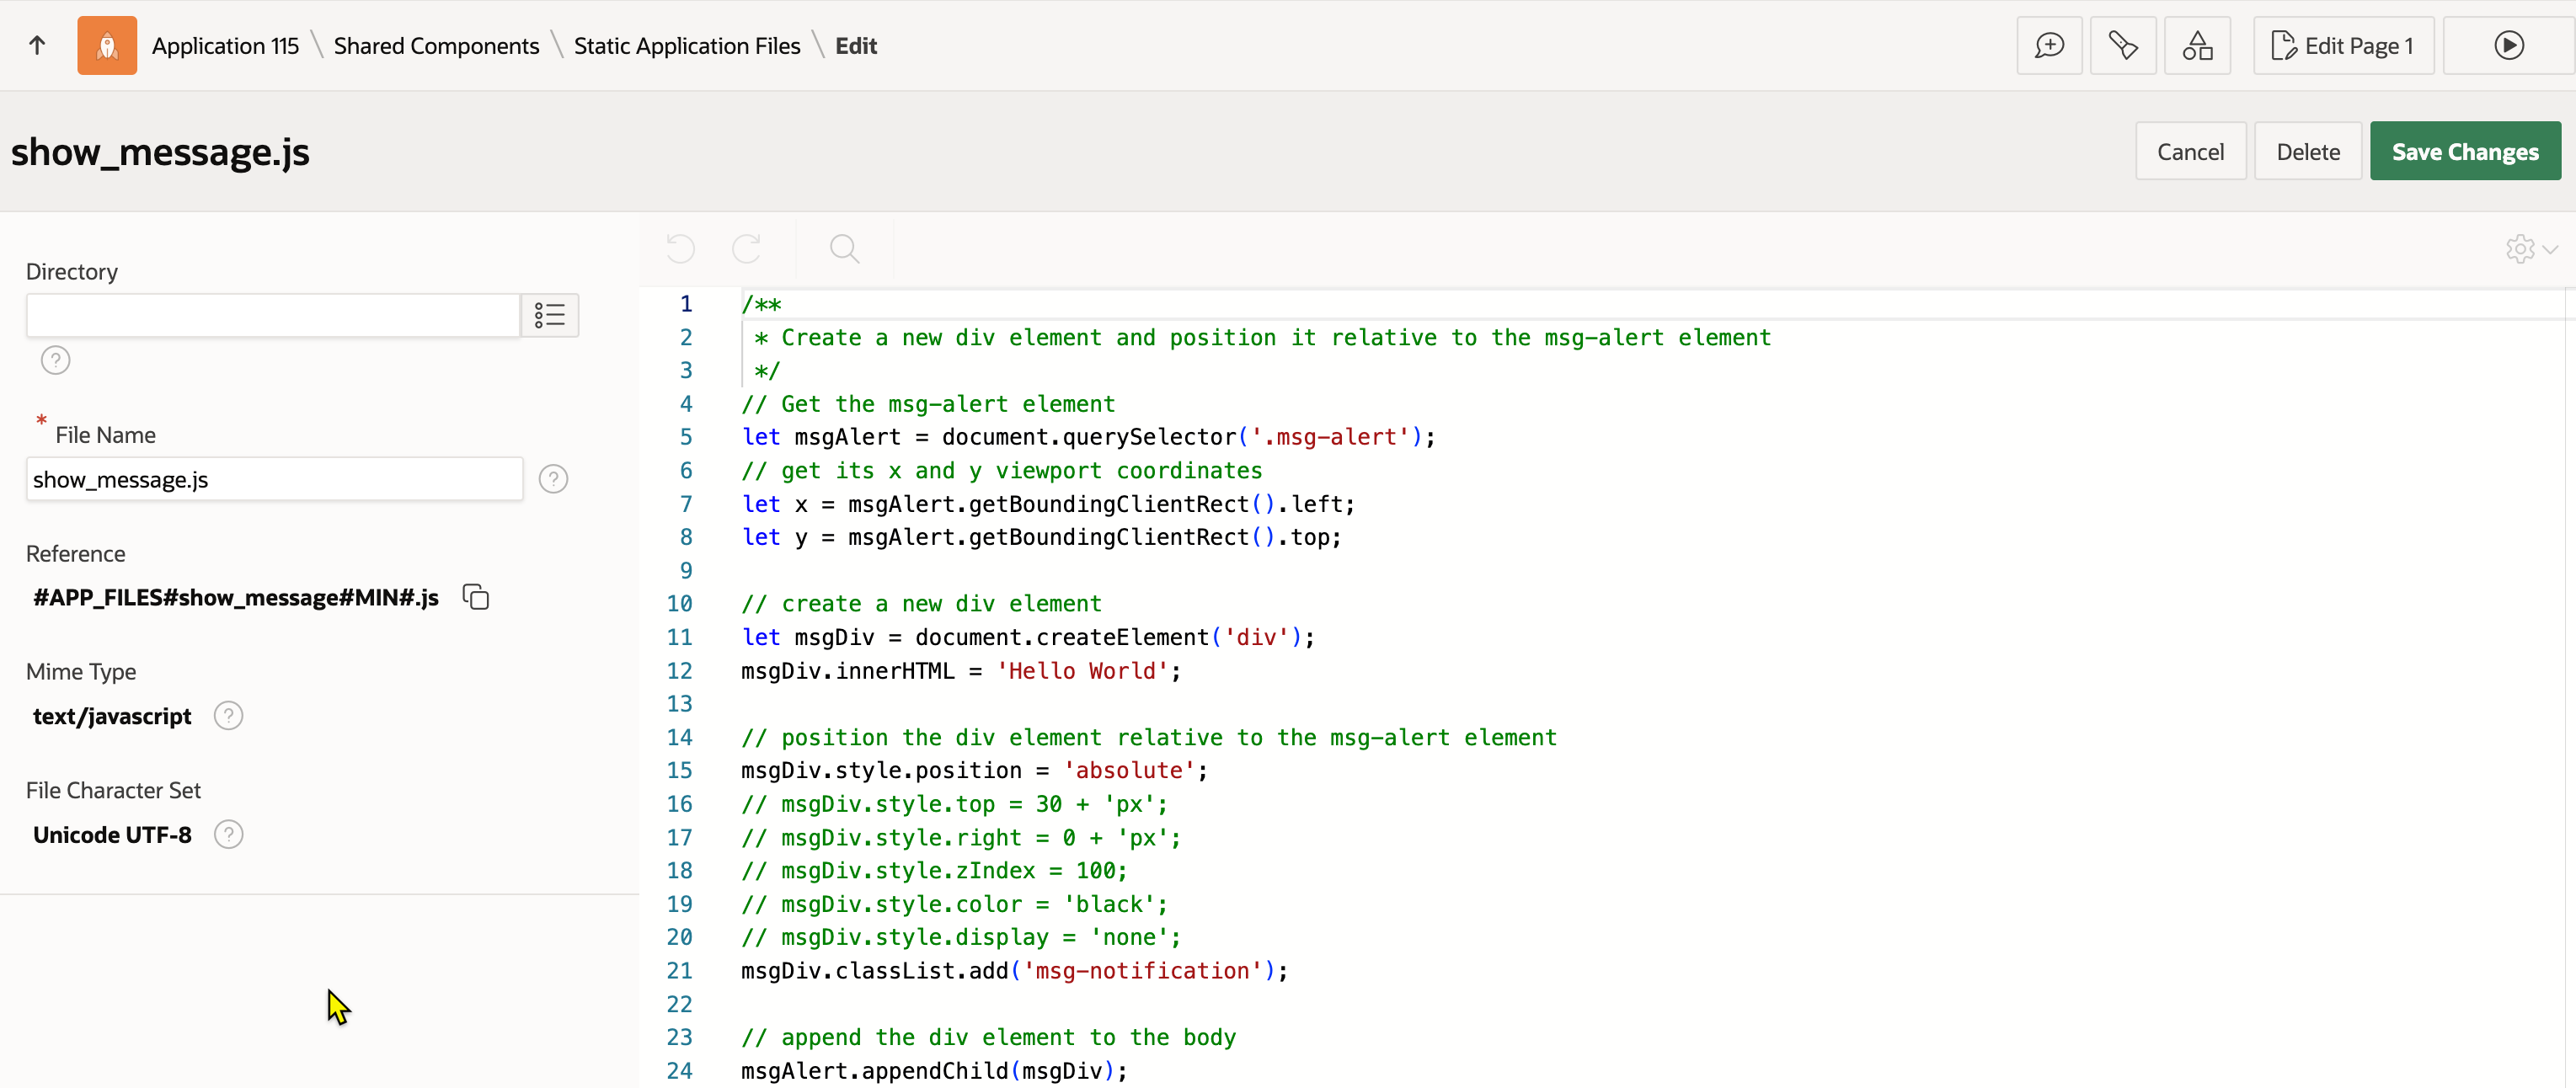 Application 115 \ Shared Components \ Static Application Files \ Edit
Edit Page 1
show_message.js
Cancel
Delete
Save Changes
Directory
?
* File Name
show_message.js
?
Reference
#APP_FILES#show_message#MIN#.js
Mime Type
text/javascript
?
File Character Set
Unicode UTF-8
?
1 /**
2  * Create a new div element and position it relative to the msg-alert element
3  */
4 // Get the msg-alert element
5 let msgAlert = document.querySelector('.msg-alert');
6 // get its x and y viewport coordinates
7 let x = msgAlert.getBoundingClientRect().left;
8 let y = msgAlert.getBoundingClientRect().top;
9
10 // create a new div element
11 let msgDiv = document.createElement('div');
12 msgDiv.innerHTML = 'Hello World';
13
14 // position the div element relative to the msg-alert element
15 msgDiv.style.position = 'absolute';
16 // msgDiv.style.top = 30 + 'px';
17 // msgDiv.style.right = 0 + 'px';
18 // msgDiv.style.zIndex = 100;
19 // msgDiv.style.color = 'black';
20 // msgDiv.style.display = 'none';
21 msgDiv.classList.add('msg-notification');
22
23 // append the div element to the body
24 msgAlert.appendChild(msgDiv);